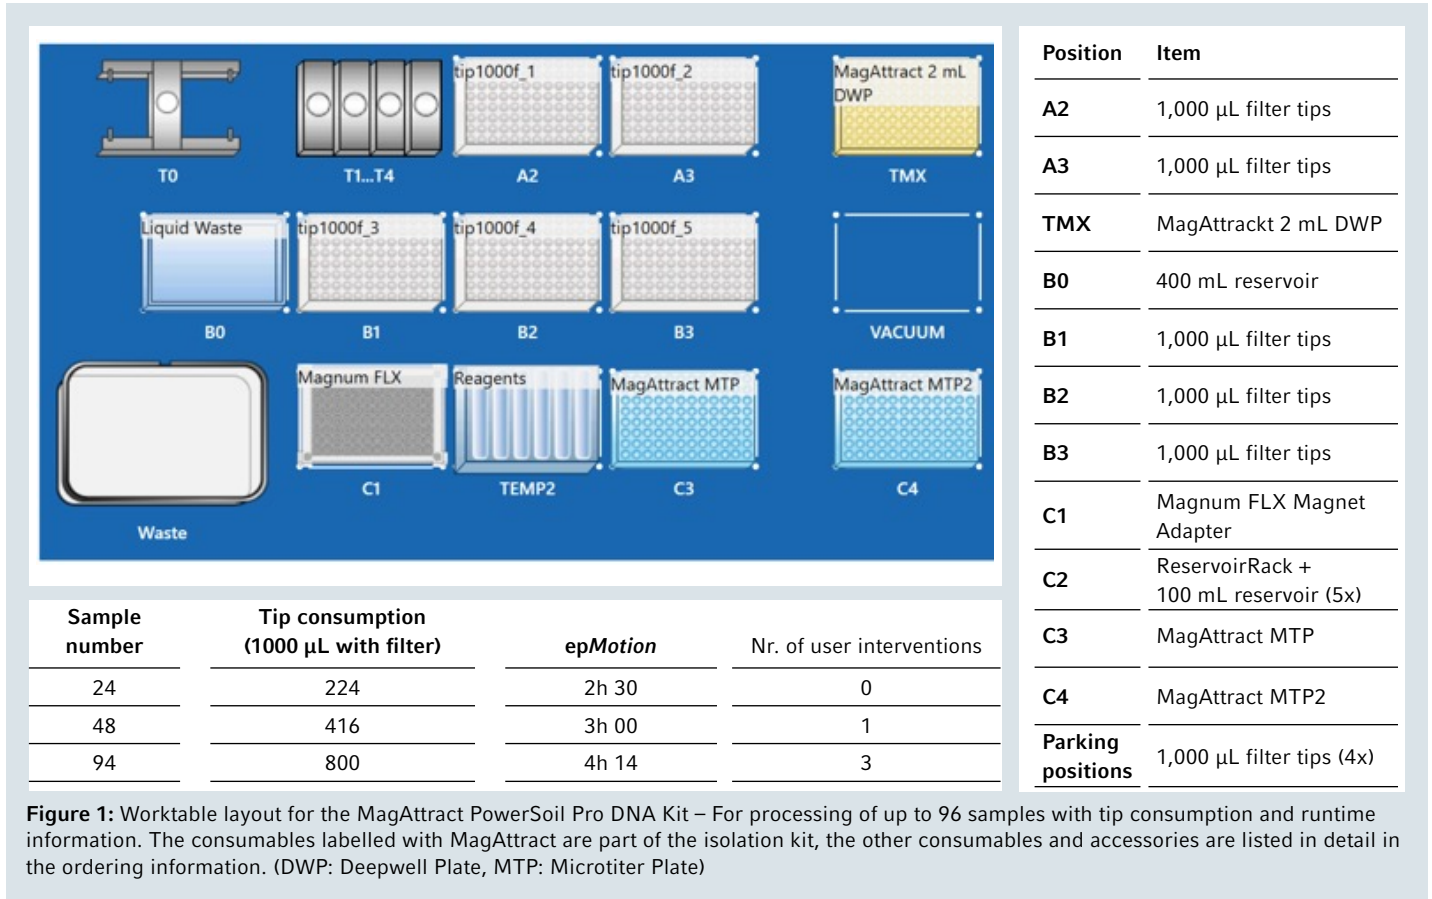 tip1000f_1
tip1000f_2
MagAttract 2 mL
DWP
T0
T1...T4
A2
A3
TMX
Liquid Waste
tip1000f_3
tip1000f_4
tip1000f_5
B0
B1
B2
B3
VACUUM
Magnum FLX
Reagents
MagAttract MTP
MagAttract MTP2
C1
TEMP2
C3
C4
Waste
Position Item
A2 1,000 µL filter tips
A3 1,000 µL filter tips
TMX MagAttrackt 2 mL DWP
B0 400 mL reservoir
B1 1,000 µL filter tips
B2 1,000 µL filter tips
B3 1,000 µL filter tips
C1 Magnum FLX Magnet
Adapter
C2 ReservoirRack +
100 mL reservoir (5x)
C3 MagAttract MTP
C4 MagAttract MTP2
Parking
positions 1,000 µL filter tips (4x)
Sample
number
Tip consumption
(1000 µL with filter)
epMotion
Nr. of user interventions
24 224 2h 30 0
48 416 3h 00 1
94 800 4h 14 3
Figure 1: Worktable layout for the MagAttract PowerSoil Pro DNA Kit – For processing of up to 96 samples with tip consumption and runtime
information. The consumables labelled with MagAttract are part of the isolation kit, the other consumables and accessories are listed in detail in
the ordering information. (DWP: Deepwell Plate, MTP: Microtiter Plate)